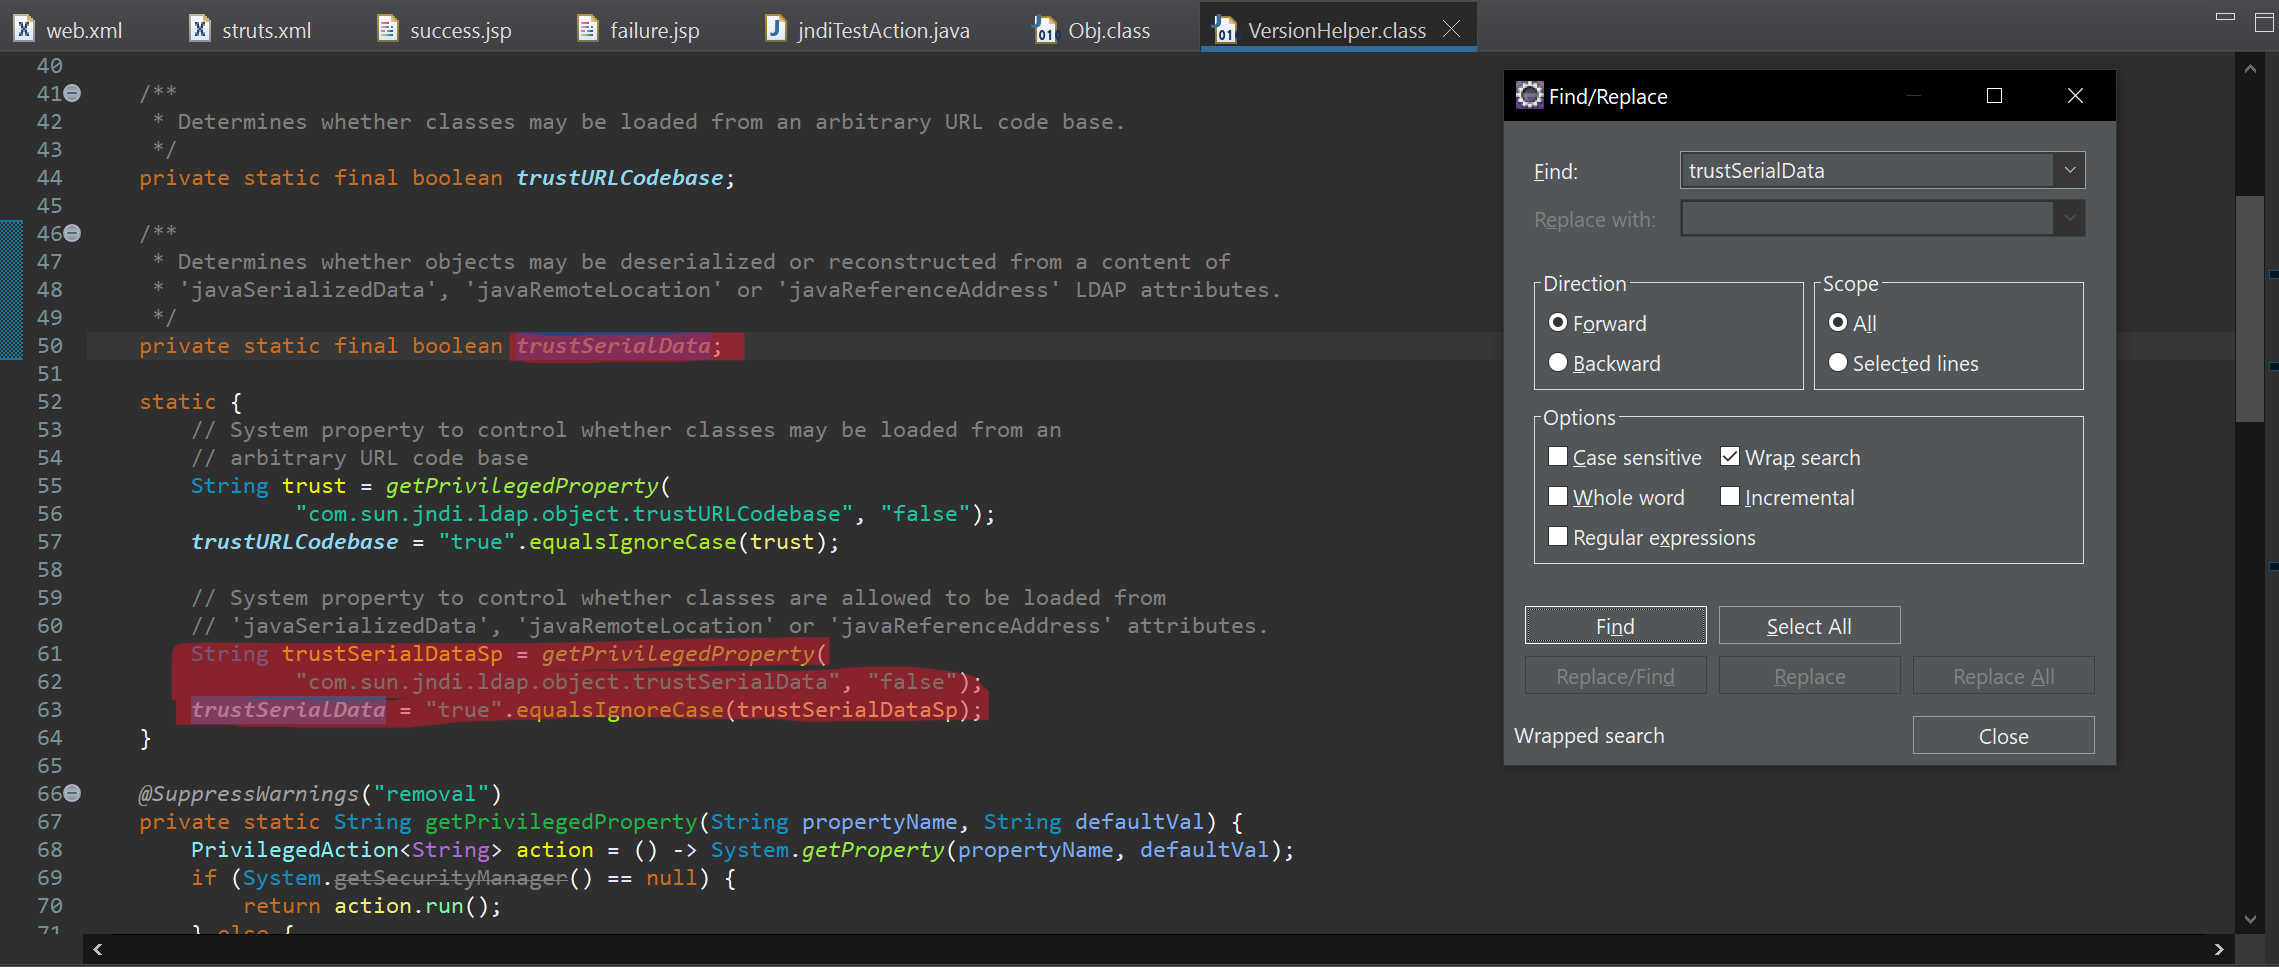 web.xml
struts.xml
success.jsp
failure.jsp
jndiTestAction.java
Obj.class
VersionHelper.class
40
41 /**
42 * Determines whether classes may be loaded from an arbitrary URL code base.
43 */
44 private static final boolean trustURLCodebase;
45
46 /**
47 * Determines whether objects may be deserialized or reconstructed from a content of
48 * 'javaSerializedData', 'javaRemoteLocation' or 'javaReferenceAddress' LDAP attributes.
49 */
50 private static final boolean trustSerialData;
51
52 static {
53 // System property to control whether classes may be loaded from an
54 // arbitrary URL code base
55 String trust = getPrivilegedProperty(
56 "com.sun.jndi.ldap.object.trustURLCodebase", "false");
57 trustURLCodebase = "true".equalsIgnoreCase(trust);
58
59 // System property to control whether classes are allowed to be loaded from
60 // 'javaSerializedData', 'javaRemoteLocation' or 'javaReferenceAddress' attributes.
61 String trustSerialDataSp = getPrivilegedProperty(
62 "com.sun.jndi.ldap.object.trustSerialData", "false");
63 trustSerialData = "true".equalsIgnoreCase(trustSerialDataSp);
64 }
65
66 @SuppressWarnings("removal")
67 private static String getPrivilegedProperty(String propertyName, String defaultVal) {
68 PrivilegedAction<String> action = () -> System.getProperty(propertyName, defaultVal);
69 if (System.getSecurityManager() == null) {
70 return action.run();
71 } else {
Find/Replace
Find: trustSerialData
Replace with:
Direction
Forward
Backward
Scope
All
Selected lines
Options
Case sensitive
Wrap search
Whole word
Incremental
Regular expressions
Find
Select All
Replace/Find
Replace
Replace All
Wrapped search
Close